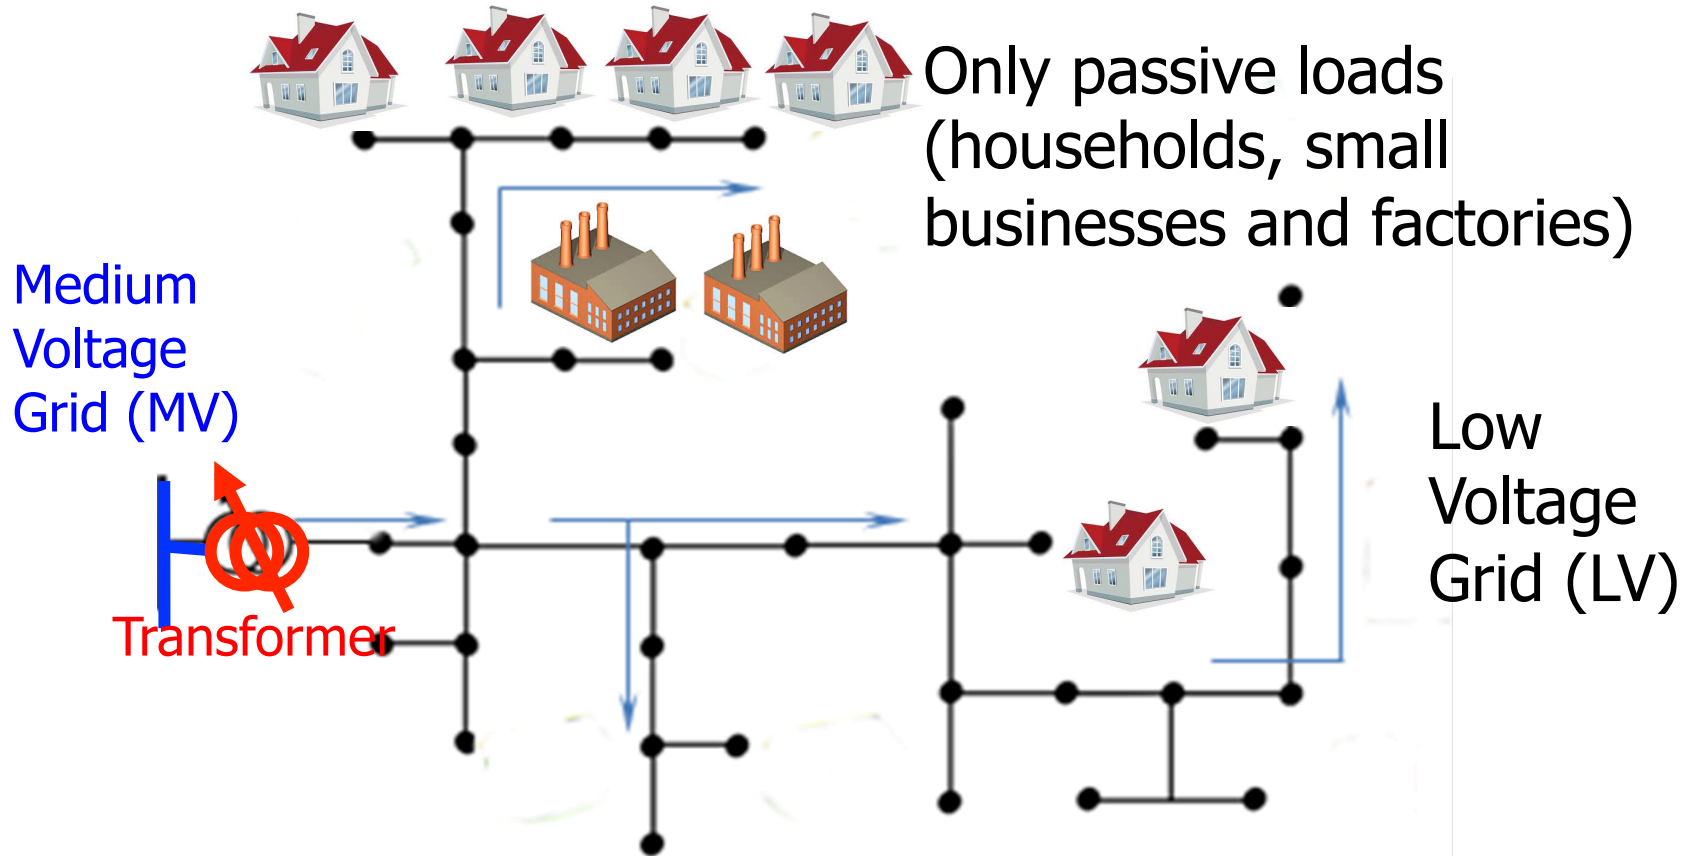 Only passive loads
(households, small
businesses and factories)
Medium
Voltage
Grid (MV)
Low
Voltage
Grid (LV)
Transformer